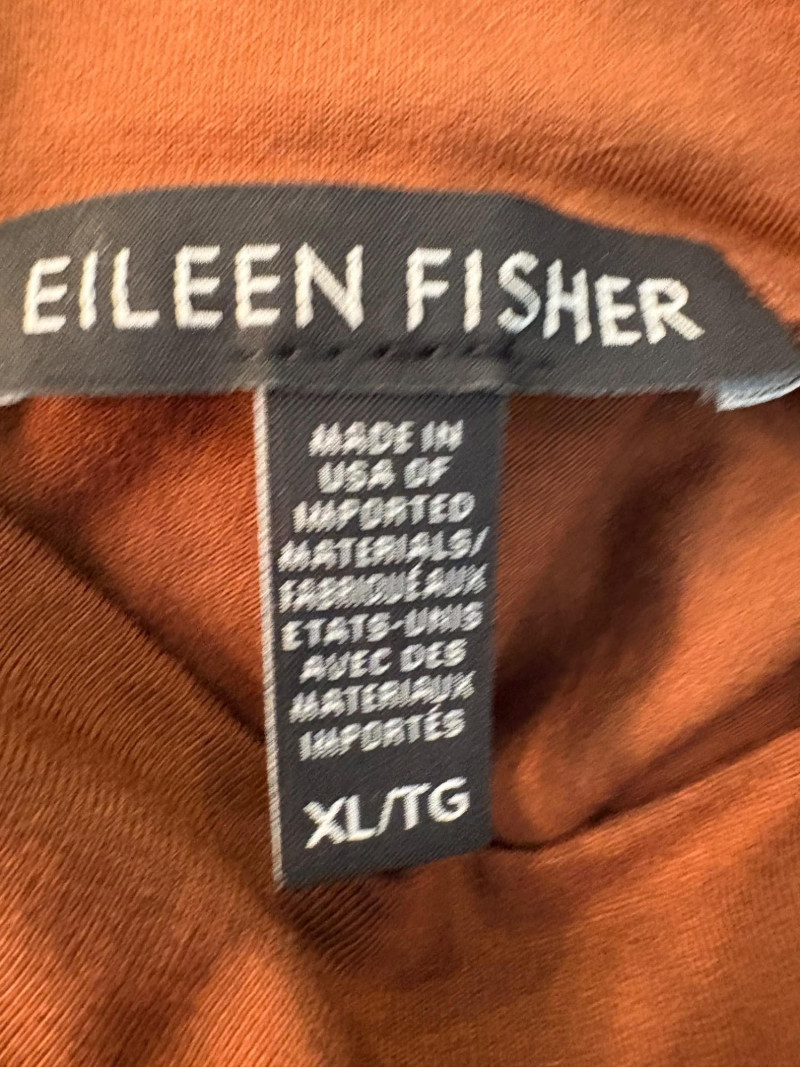 EILEEN FISHER
MADE IN
USA OF
IMPORTED
MATERIALS/
FABRIQUÉ AUX
ETATS-UNIS
AVEC DES
MATERIAUX
IMPORTÉS
XL/TG